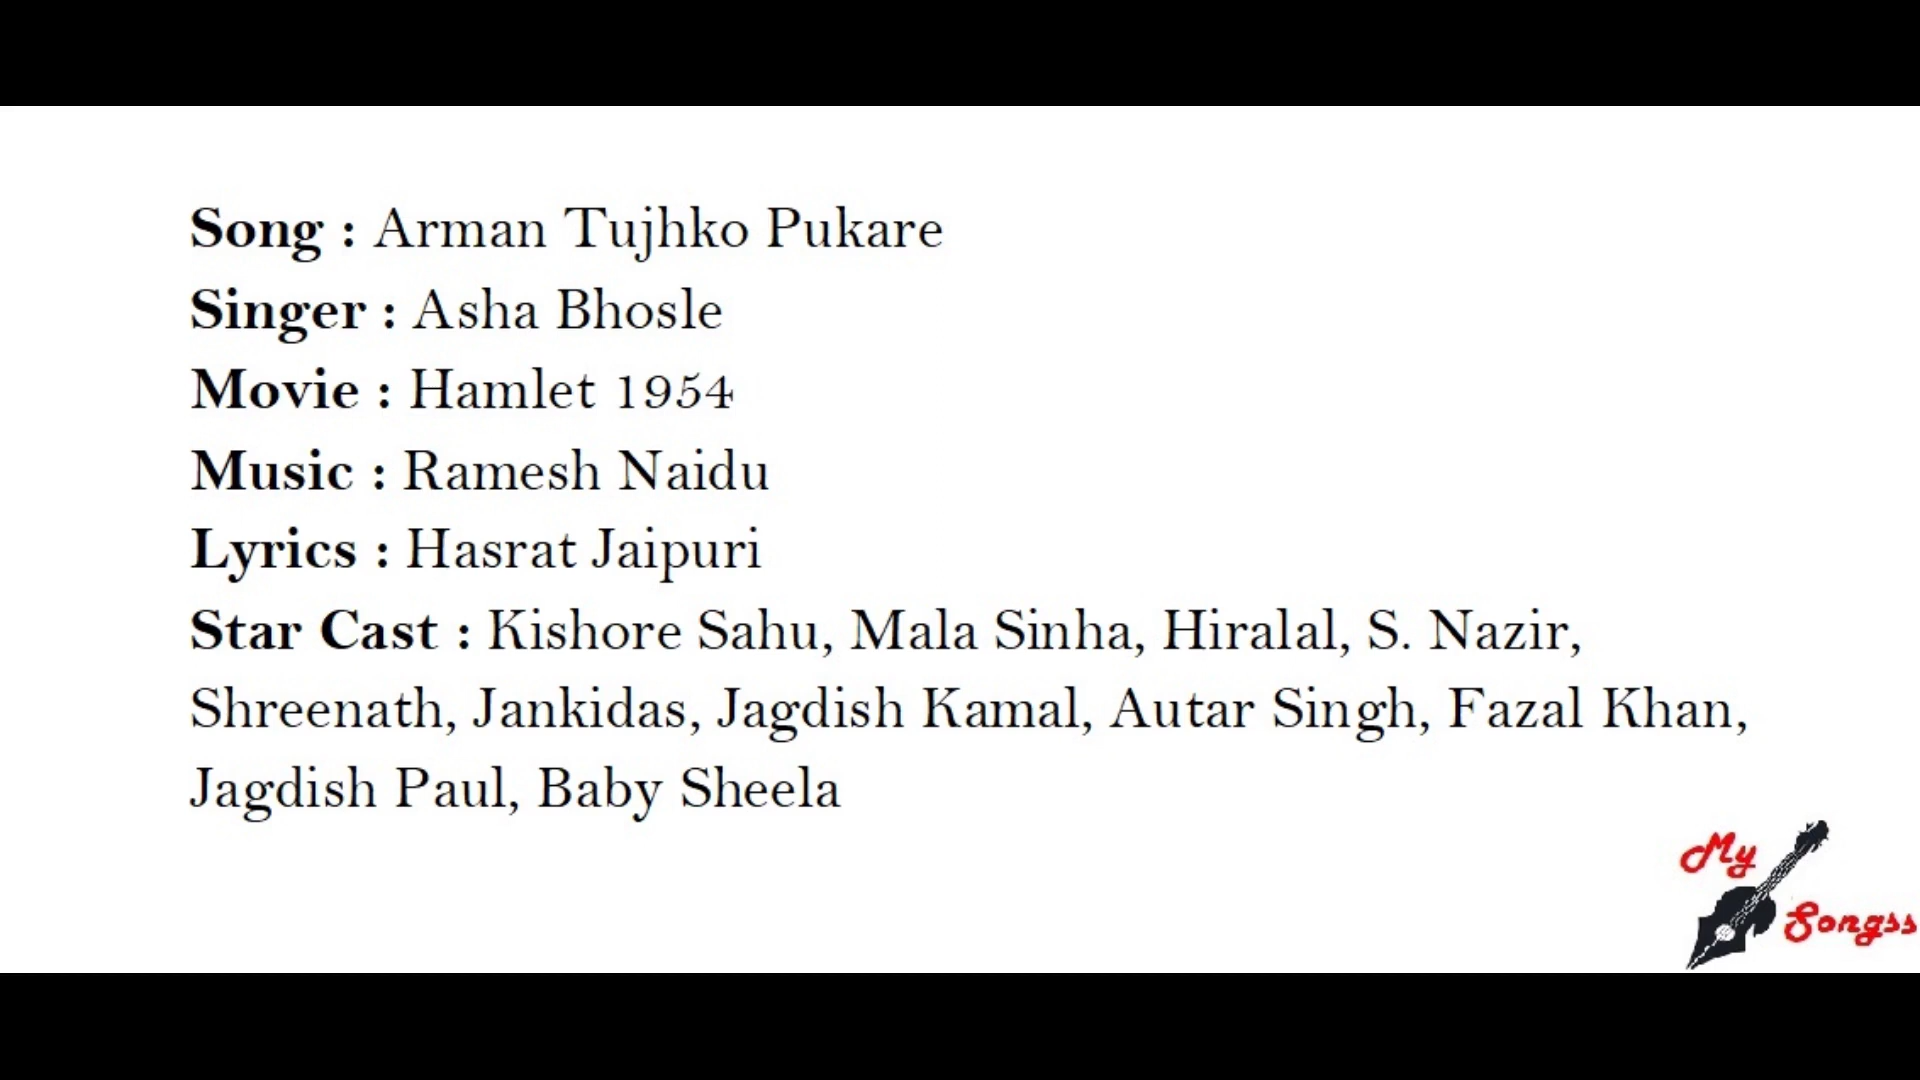 Song : Arman Tujhko Pukare
Singer : Asha Bhosle
Movie : Hamlet 1954
Music : Ramesh Naidu
Lyrics : Hasrat Jaipuri
Star Cast : Kishore Sahu, Mala Sinha, Hiralal, S. Nazir,
Shreenath, Jankidas, Jagdish Kamal, Autar Singh, Fazal Khan,
Jagdish Paul, Baby Sheela
My
Songss